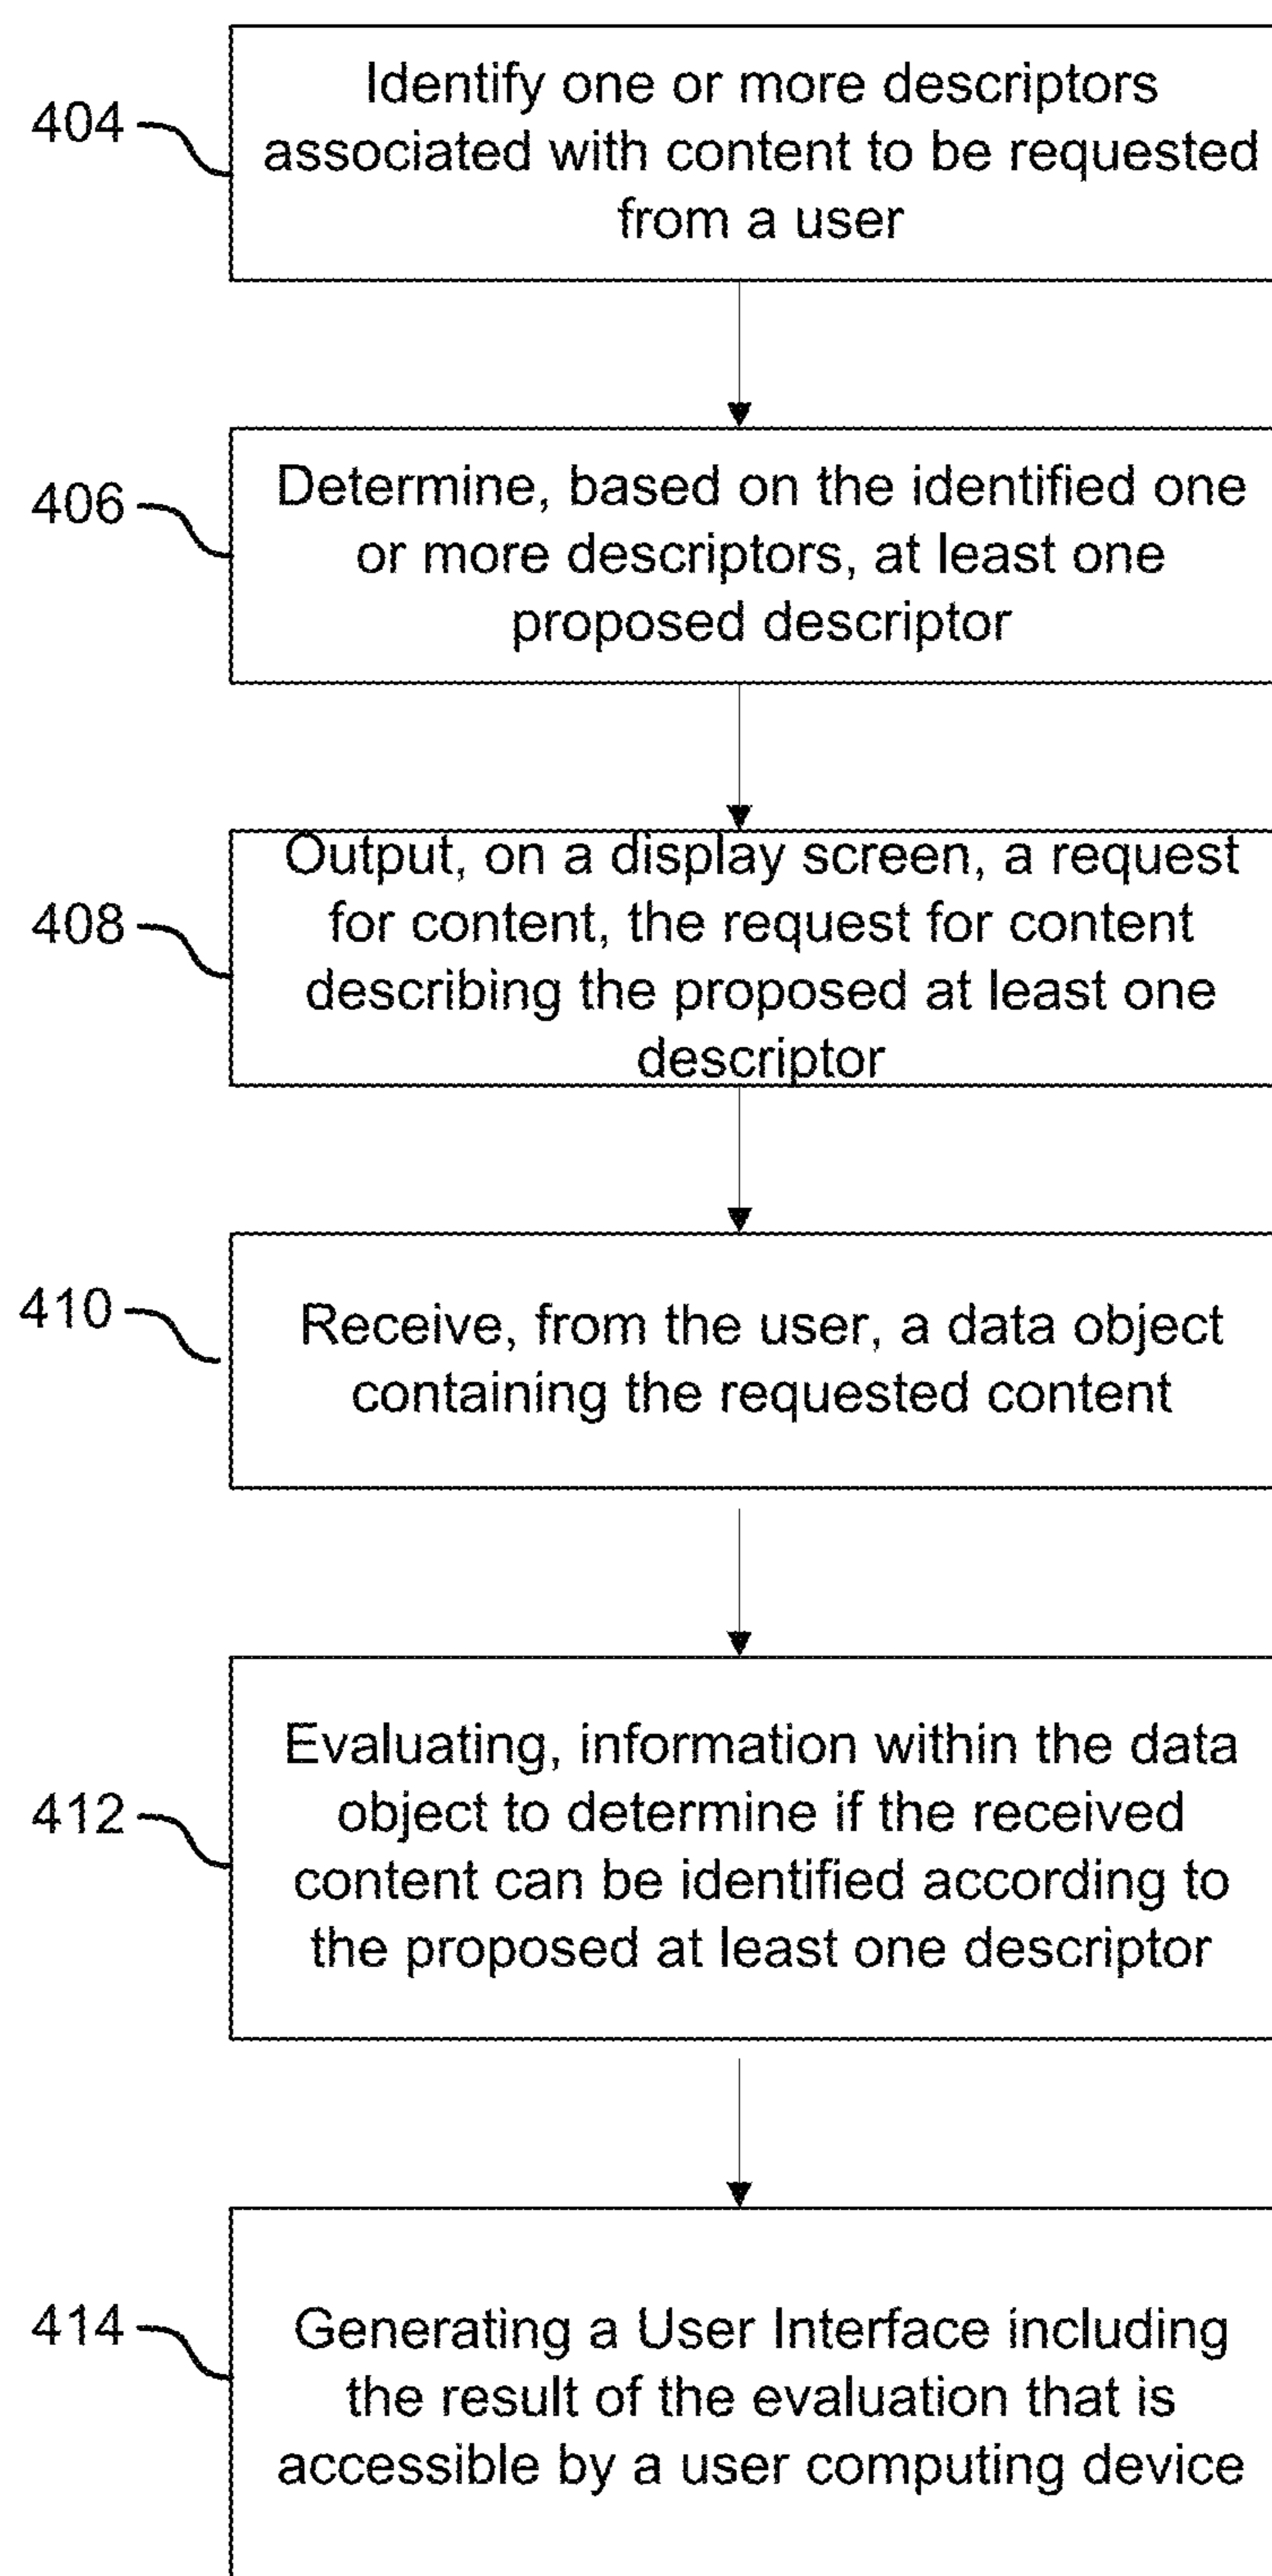 404
Identify one or more descriptors
associated with content to be requested
from a user
406
Determine, based on the identified one
or more descriptors, at least one
proposed descriptor
408
Output, on a display screen, a request
for content, the request for content
describing the proposed at least one
descriptor
410
Receive, from the user, a data object
containing the requested content
412
Evaluating, information within the data
object to determine if the received
content can be identified according to
the proposed at least one descriptor
414
Generating a User Interface including
the result of the evaluation that is
accessible by a user computing device